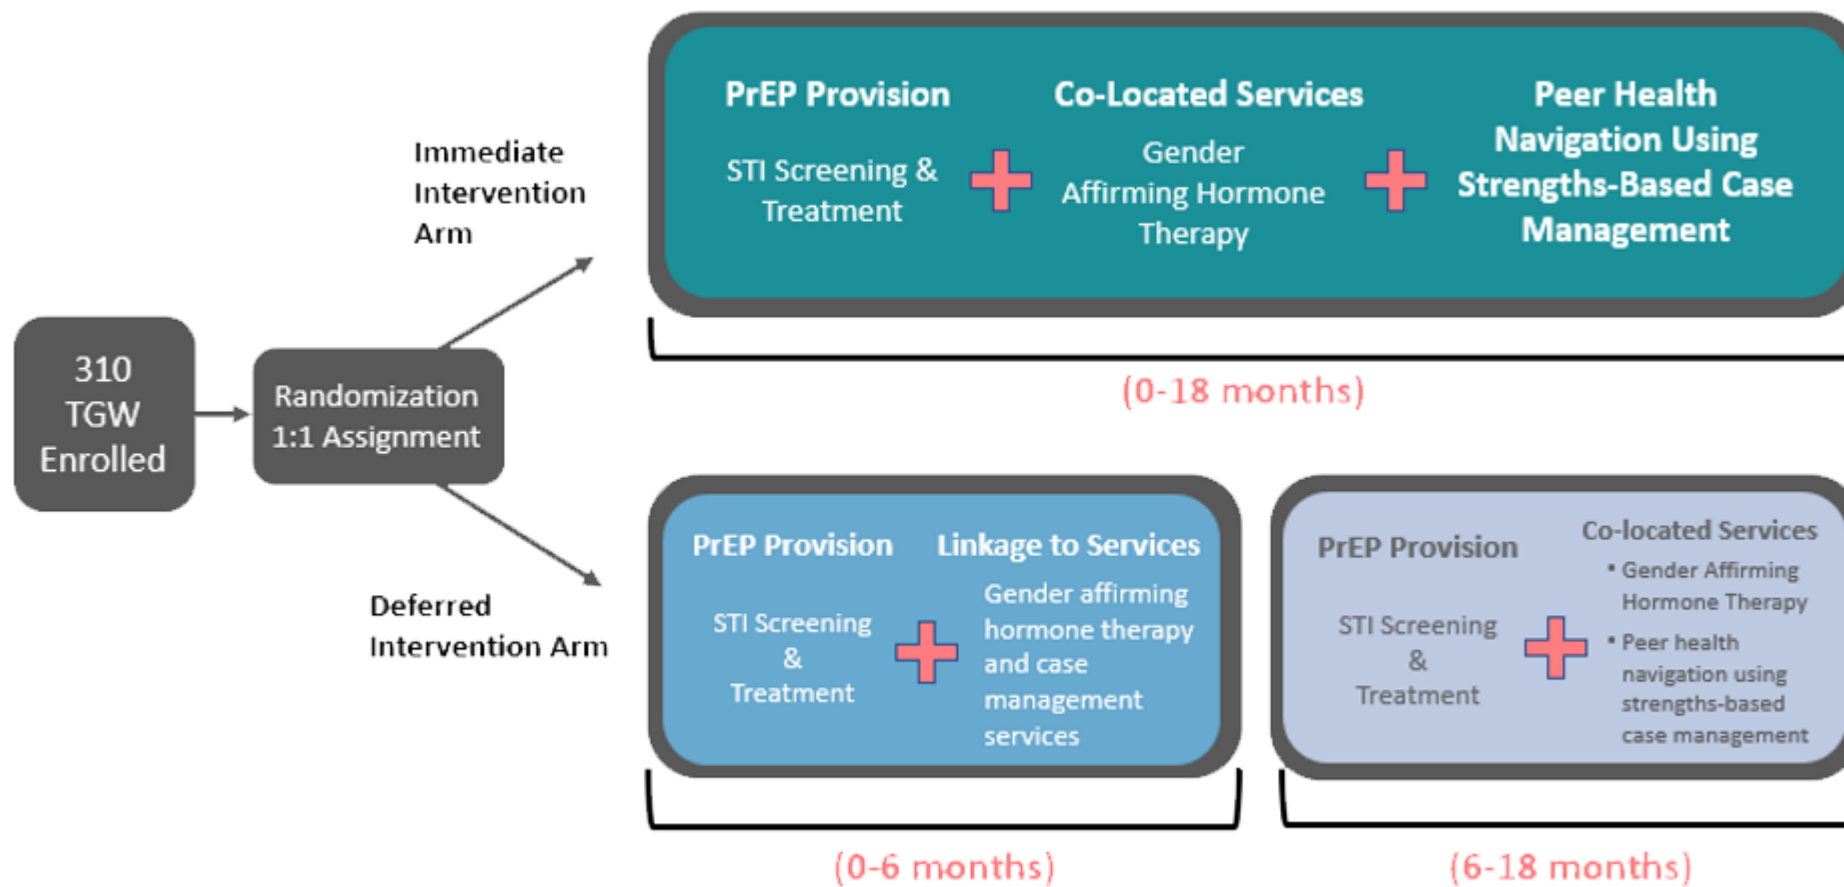 310
TGW
Enrolled
Randomization
1:1 Assignment
Immediate
Intervention
Arm
PrEP Provision
STI Screening &
Treatment
Co-Located Services
Gender
Affirming Hormone
Therapy
Peer Health
Navigation Using
Strengths-Based Case
Management
(0-18 months)
Deferred
Intervention Arm
PrEP Provision
STI Screening
&
Treatment
Linkage to Services
Gender affirming
hormone therapy
and case
management
services
(0-6 months)
PrEP Provision
STI Screening
&
Treatment
Co-located Services
▪ Gender Affirming
Hormone Therapy
▪ Peer health
navigation using
strengths-based
case management
(6-18 months)